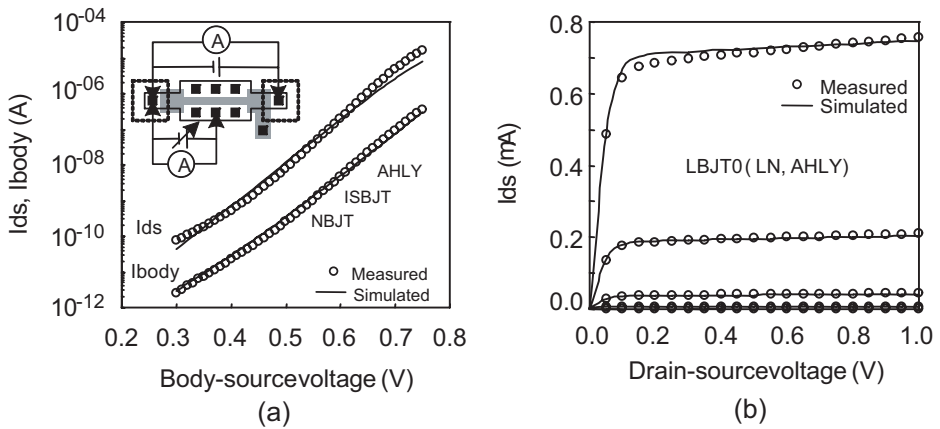 10-04
10-06
10-08
10-10
10-12
Ids, Ibody (A)
A
A
AHLY
ISBJT
NBJT
Ids
Ibody
Measured
Simulated
0.2 0.3 0.4 0.5 0.6 0.7 0.8
Body-sourcevoltage (V)
(a)
0.8
0.6
0.4
0.2
0.0
Ids (mA)
Measured
Simulated
LBJT0 ( LN, AHLY)
0.0 0.2 0.4 0.6 0.8 1.0
Drain-sourcevoltage (V)
(b)